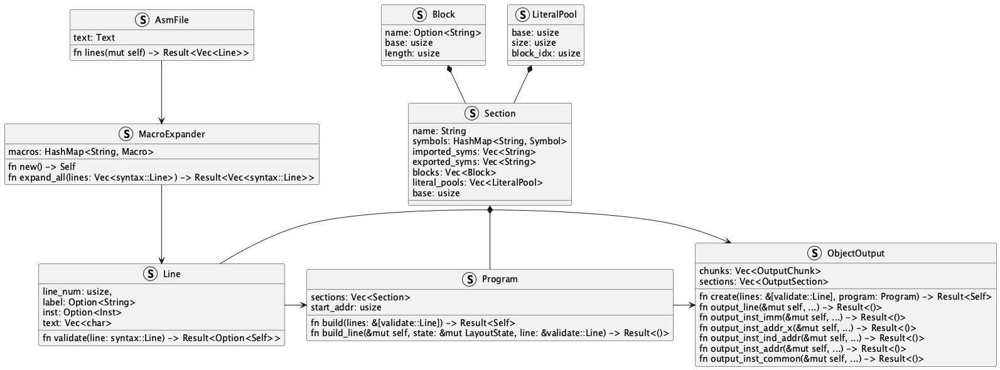 S AsmFile
text: Text
fn lines(mut self) -> Result<Vec<Line>>
S Block
name: Option<String>
base: usize
length: usize
S LiteralPool
base: usize
size: usize
block_idx: usize
S MacroExpander
macros: HashMap<String, Macro>
fn new() -> Self
fn expand_all(lines: Vec<syntax::Line>) -> Result<Vec<syntax::Line>>
S Section
name: String
symbols: HashMap<String, Symbol>
imported_syms: Vec<String>
exported_syms: Vec<String>
blocks: Vec<Block>
literal_pools: Vec<LiteralPool>
base: usize
S Line
line_num: usize,
label: Option<String>
inst: Option<Inst>
text: Vec<char>
fn validate(line: syntax::Line) -> Result<Option<Self>>
S Program
sections: Vec<Section>
start_addr: usize
fn build(lines: &[validate::Line]) -> Result<Self>
fn build_line(&mut self, state: &mut LayoutState, line: &validate::Line) -> Result<()>
S ObjectOutput
chunks: Vec<OutputChunk>
sections: Vec<OutputSection>
fn create(lines: &[validate::Line], program: Program) -> Result<Self>
fn output_line(&mut self, ...) -> Result<()>
fn output_inst_imm(&mut self, ...) -> Result<()>
fn output_inst_addr_x(&mut self, ...) -> Result<()>
fn output_inst_ind_addr(&mut self, ...) -> Result<()>
fn output_inst_addr(&mut self, ...) -> Result<()>
fn output_inst_common(&mut self, ...) -> Result<()>